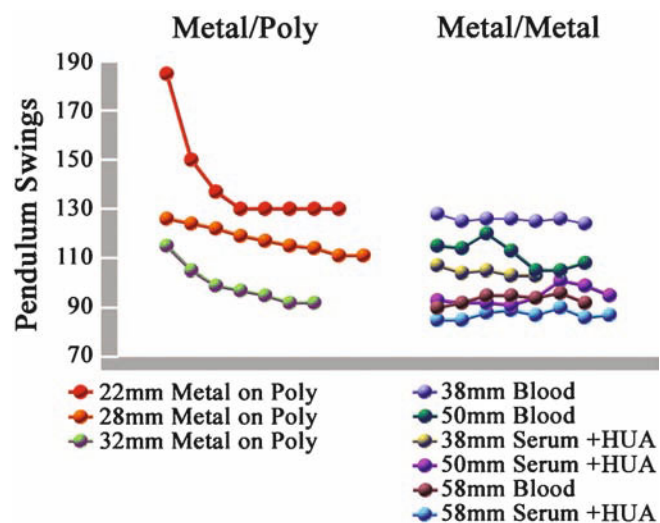 Metal/Poly
Metal/Metal
Pendulum Swings
190
170
150
130
110
90
70
22mm Metal on Poly
28mm Metal on Poly
32mm Metal on Poly
38mm Blood
50mm Blood
38mm Serum +HUA
50mm Serum +HUA
58mm Blood
58mm Serum +HUA